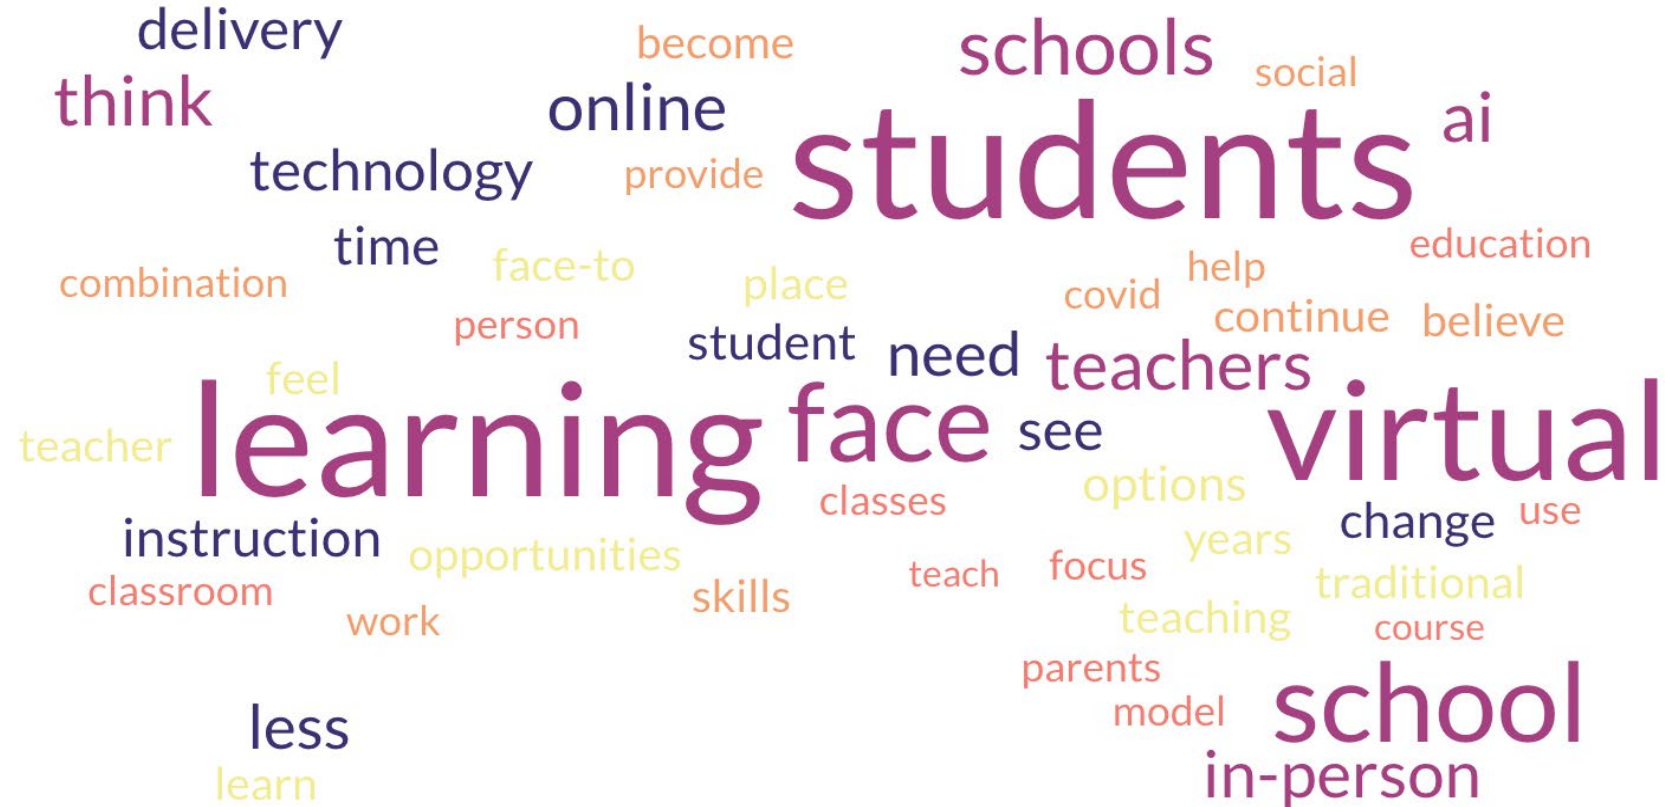 delivery
become
schools
social
think
online
ai
students
technology
provide
time
face-to
education
combination
place
help
covid
continue
believe
person
student
need
teachers
feel
learning
face
see
virtual
teacher
options
classes
use
change
instruction
opportunities
years
classroom
teach
focus
skills
traditional
work
teaching
course
parents
model
school
less
in-person
learn